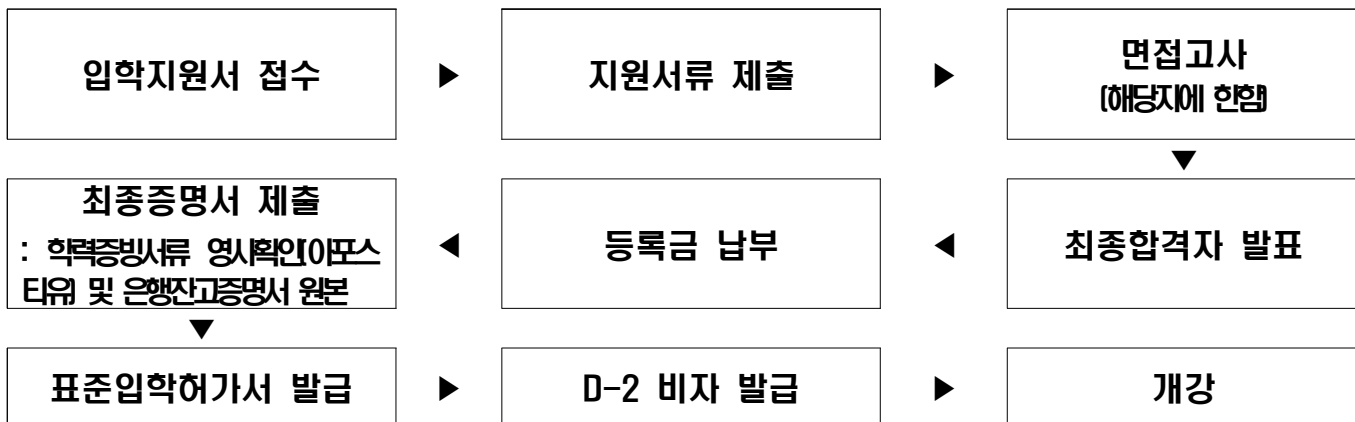 입학지원서 접수
▶
지원서류 제출
▶
면접고사
(해당자에 한함)
▼
최종합격자 발표
◀
등록금 납부
◀
최종증명서 제출
: 학력증빙서류 영사확인(아포스
티유) 및 은행잔고증명서 원본
▼
표준입학허가서 발급
▶
D-2 비자 발급
▶
개강